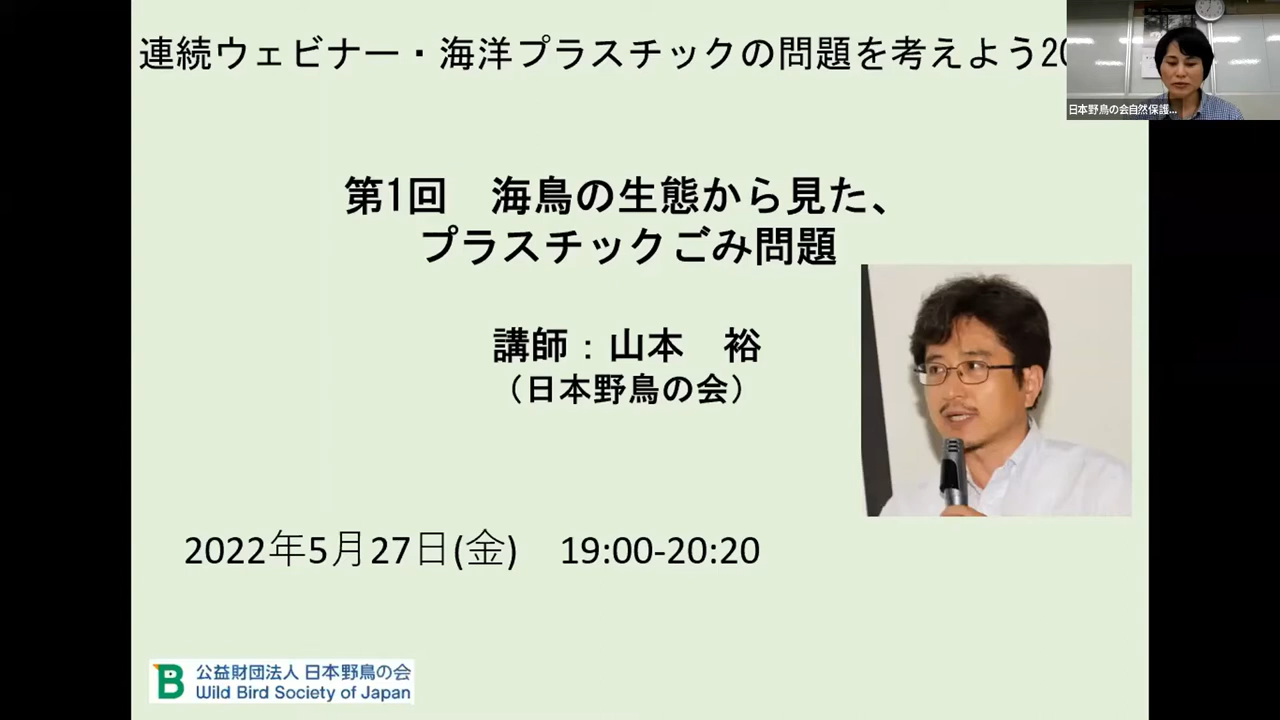 連続ウェビナー・海洋プラスチックの問題を考えよう20
日本野鳥の会自然保護...
第1回　海鳥の生態から見た、
プラスチックごみ問題
講師：山本　裕
（日本野鳥の会）
2022年5月27日(金)　19:00-20:20
公益財団法人 日本野鳥の会
Wild Bird Society of Japan